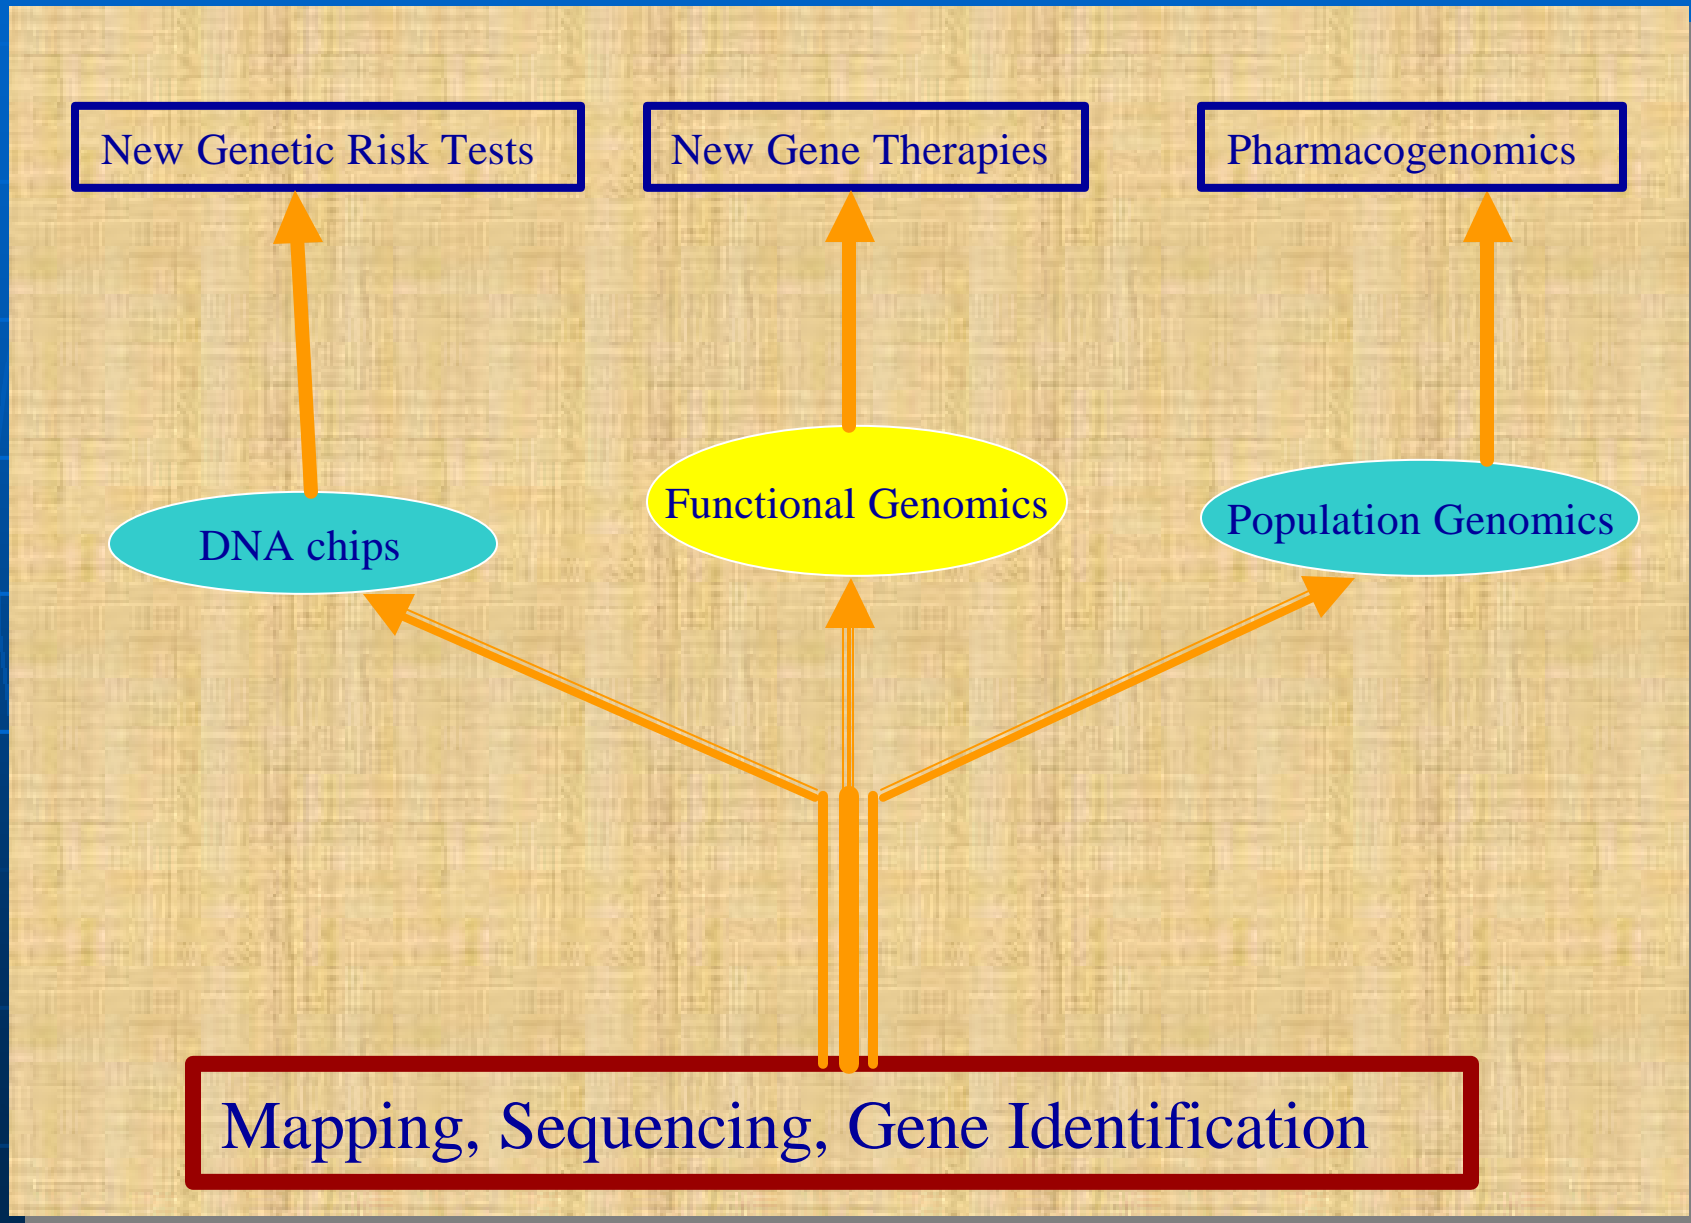 New Genetic Risk Tests
New Gene Therapies
Pharmacogenomics
DNA chips
Functional Genomics
Population Genomics
Mapping, Sequencing, Gene Identification